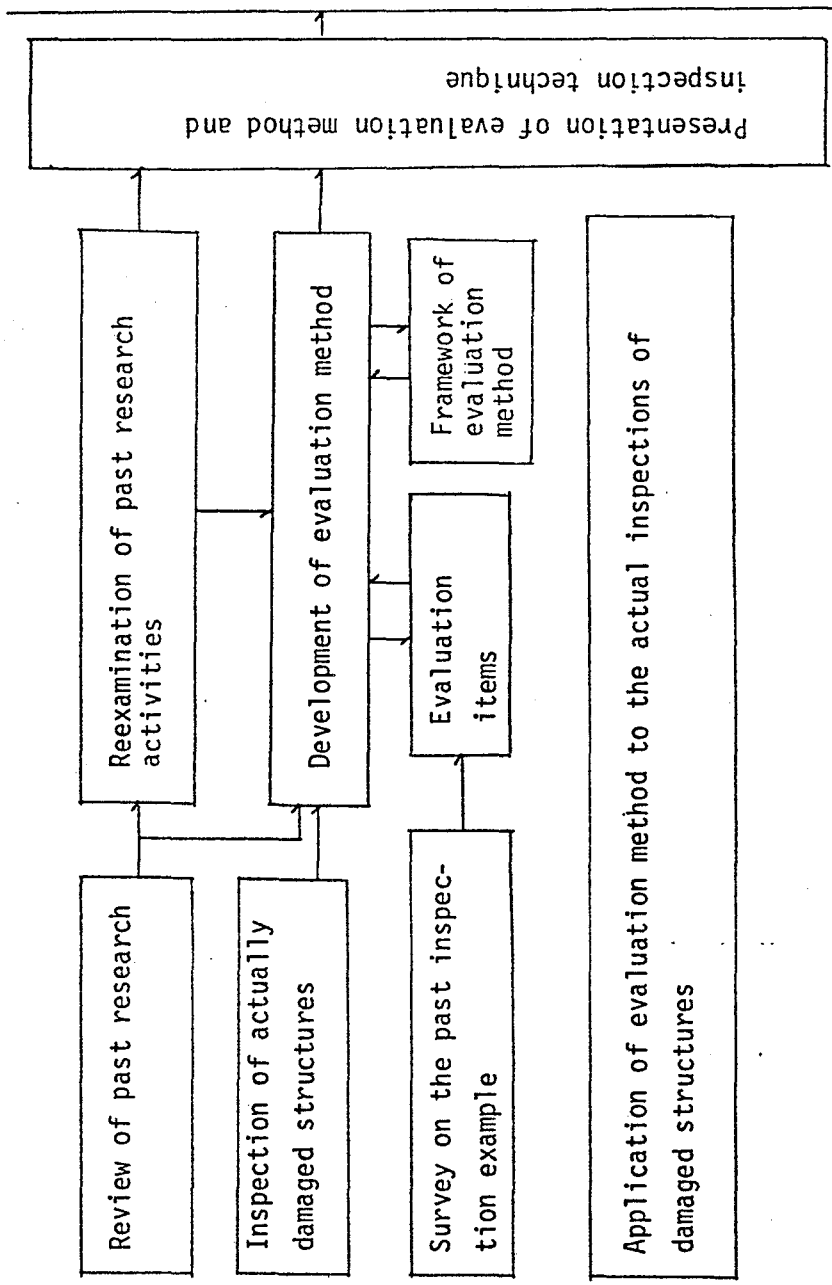 Review of past research
Reexamination of past research
activities
Inspection of actually
damaged structures
Development of evaluation method
Survey on the past inspec-
tion example
Evaluation
items
Framework of
evaluation
method
Application of evaluation method to the actual inspections of
damaged structures
Presentation of evaluation method and
inspection technique